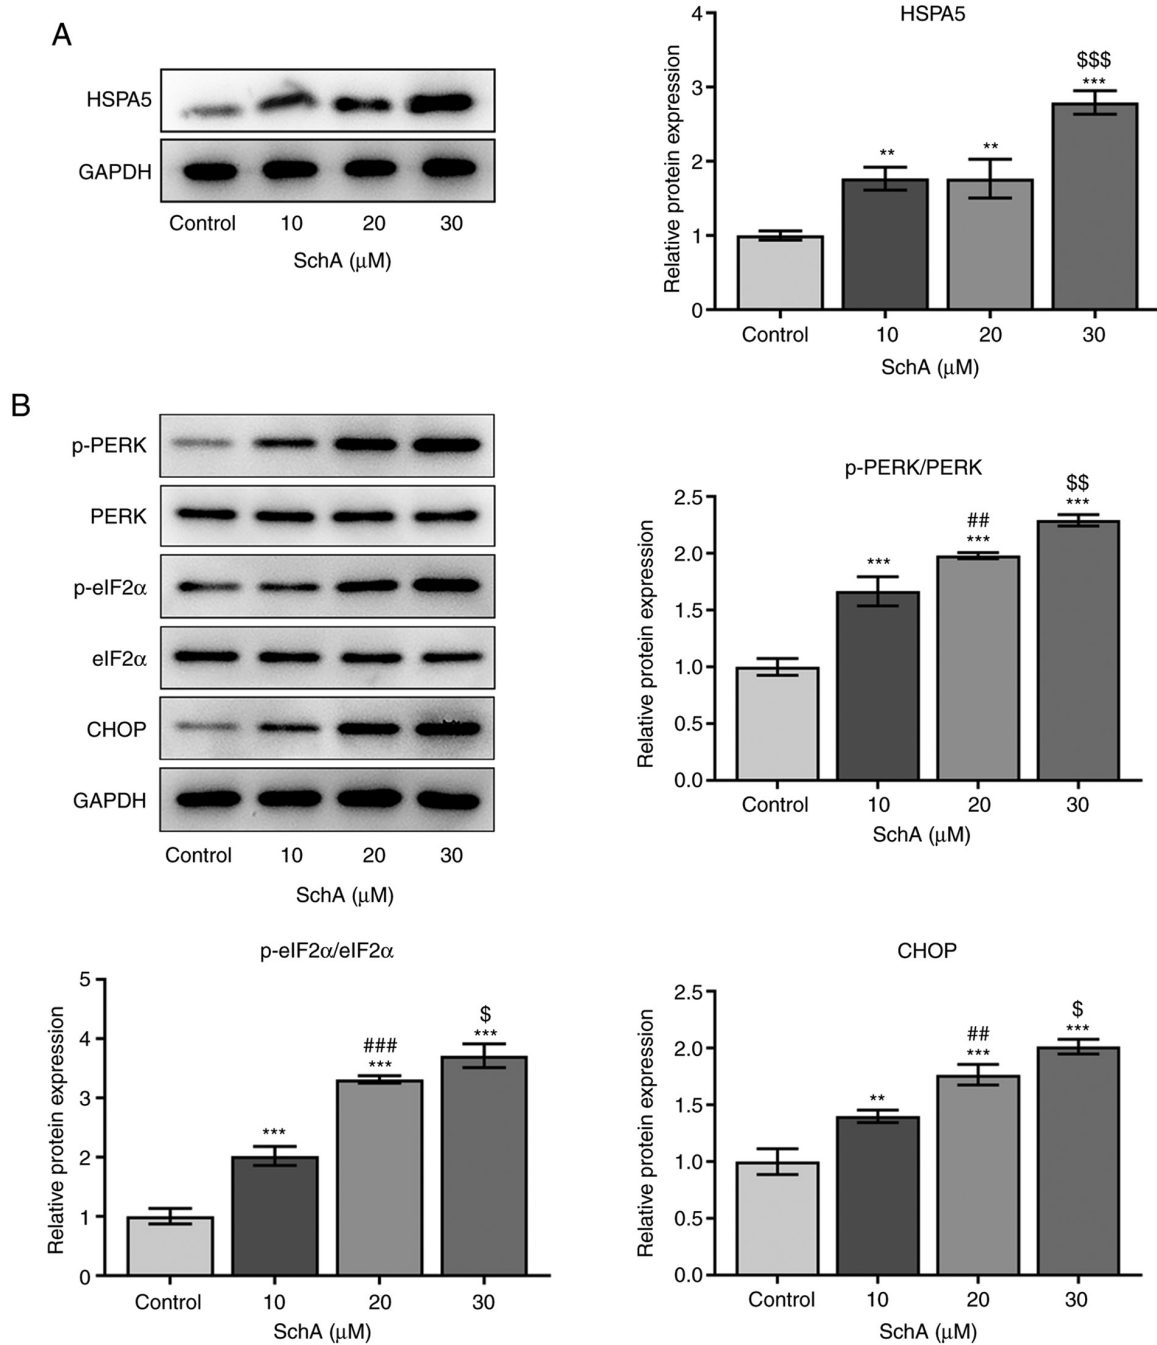 A
HSPA5
GAPDH
Control 10 20 30
SchA (μM)
HSPA5
Relative protein expression
4
3
2
1
0
** ** $$$
***
Control 10 20 30
SchA (μM)
B
p-PERK
PERK
p-eIF2α
eIF2α
CHOP
GAPDH
Control 10 20 30
SchA (μM)
p-PERK/PERK
Relative protein expression
2.5
2.0
1.5
1.0
0.5
0.0
***
##
***
$$
***
Control 10 20 30
SchA (μM)
p-eIF2α/eIF2α
Relative protein expression
5
4
3
2
1
0
***
###
***
$
***
Control 10 20 30
SchA (μM)
CHOP
Relative protein expression
2.5
2.0
1.5
1.0
0.5
0.0
**
##
***
$
***
Control 10 20 30
SchA (μM)